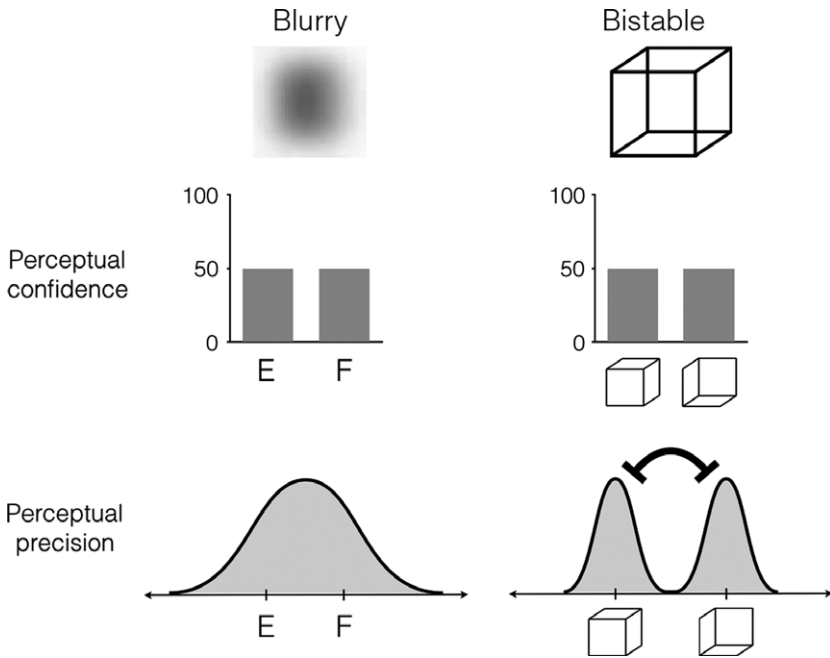 Blurry
Bistable
100
50
0
100
50
0
Perceptual
confidence
E F
Perceptual
precision
E F